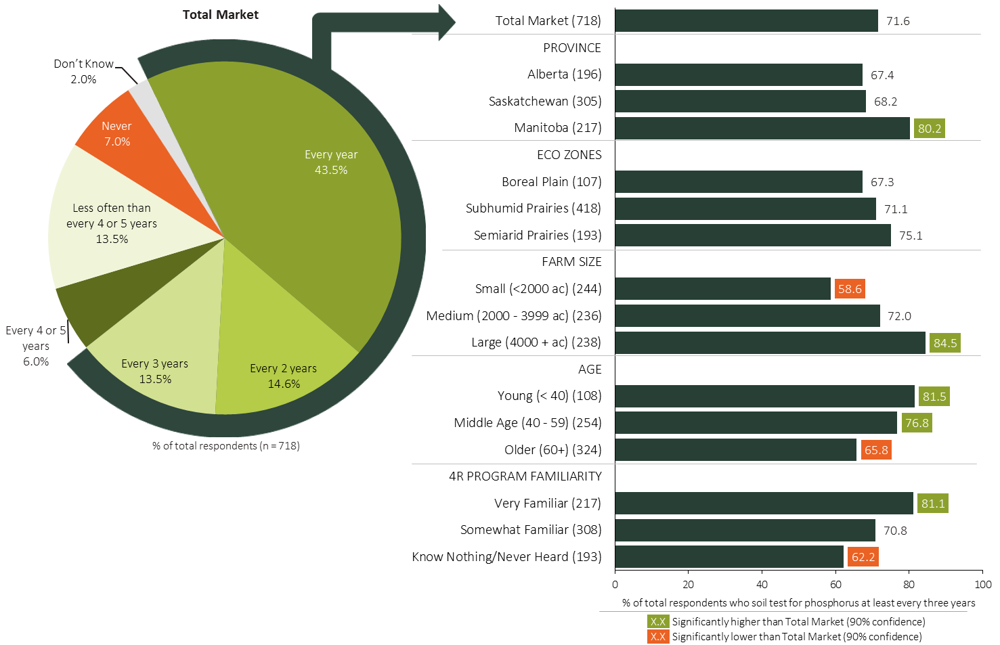 Total Market
Don't Know
2.0%
Never
7.0%
Every year
43.5%
Less often than
every 4 or 5 years
13.5%
Every 4 or 5
years
6.0%
Every 3 years
13.5%
Every 2 years
14.6%
% of total respondents (n = 718)
Total Market (718) 71.6
PROVINCE
Alberta (196) 67.4
Saskatchewan (305) 68.2
Manitoba (217) 80.2
ECO ZONES
Boreal Plain (107) 67.3
Subhumid Prairies (418) 71.1
Semiarid Prairies (193) 75.1
FARM SIZE
Small (<2000 ac) (244) 58.6
Medium (2000 - 3999 ac) (236) 72.0
Large (4000 + ac) (238) 84.5
AGE
Young (< 40) (108) 81.5
Middle Age (40 - 59) (254) 76.8
Older (60+) (324) 65.8
4R PROGRAM FAMILIARITY
Very Familiar (217) 81.1
Somewhat Familiar (308) 70.8
Know Nothing/Never Heard (193) 62.2
0 20 40 60 80 100
% of total respondents who soil test for phosphorus at least every three years
X.X Significantly higher than Total Market (90% confidence)
X.X Significantly lower than Total Market (90% confidence)